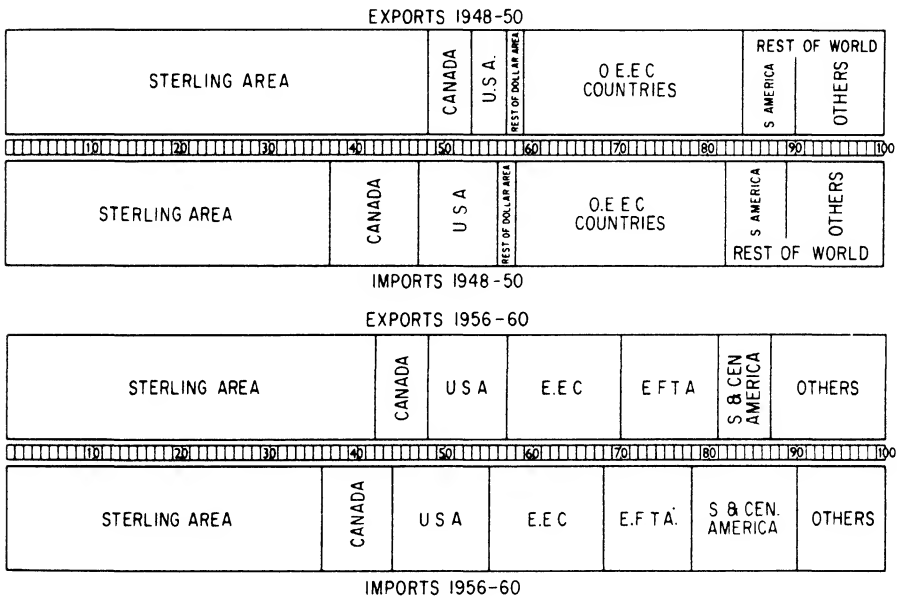 EXPORTS 1948-50
STERLING AREA
CANADA
U.S.A.
REST OF DOLLAR AREA
O E.E C
COUNTRIES
REST OF WORLD
S AMERICA
OTHERS
10 20 30 40 50 60 70 80 90 100
STERLING AREA
CANADA
U S A
REST OF DOLLAR AREA
O.E E C
COUNTRIES
S AMERICA
OTHERS
REST OF WORLD
IMPORTS 1948-50
EXPORTS 1956-60
STERLING AREA
CANADA
U S A
E.E C
E F T A
S & CEN
AMERICA
OTHERS
10 20 30 40 50 60 70 80 90 100
STERLING AREA
CANADA
U S A
E.E C
E.F T A.
S & CEN.
AMERICA
OTHERS
IMPORTS 1956-60